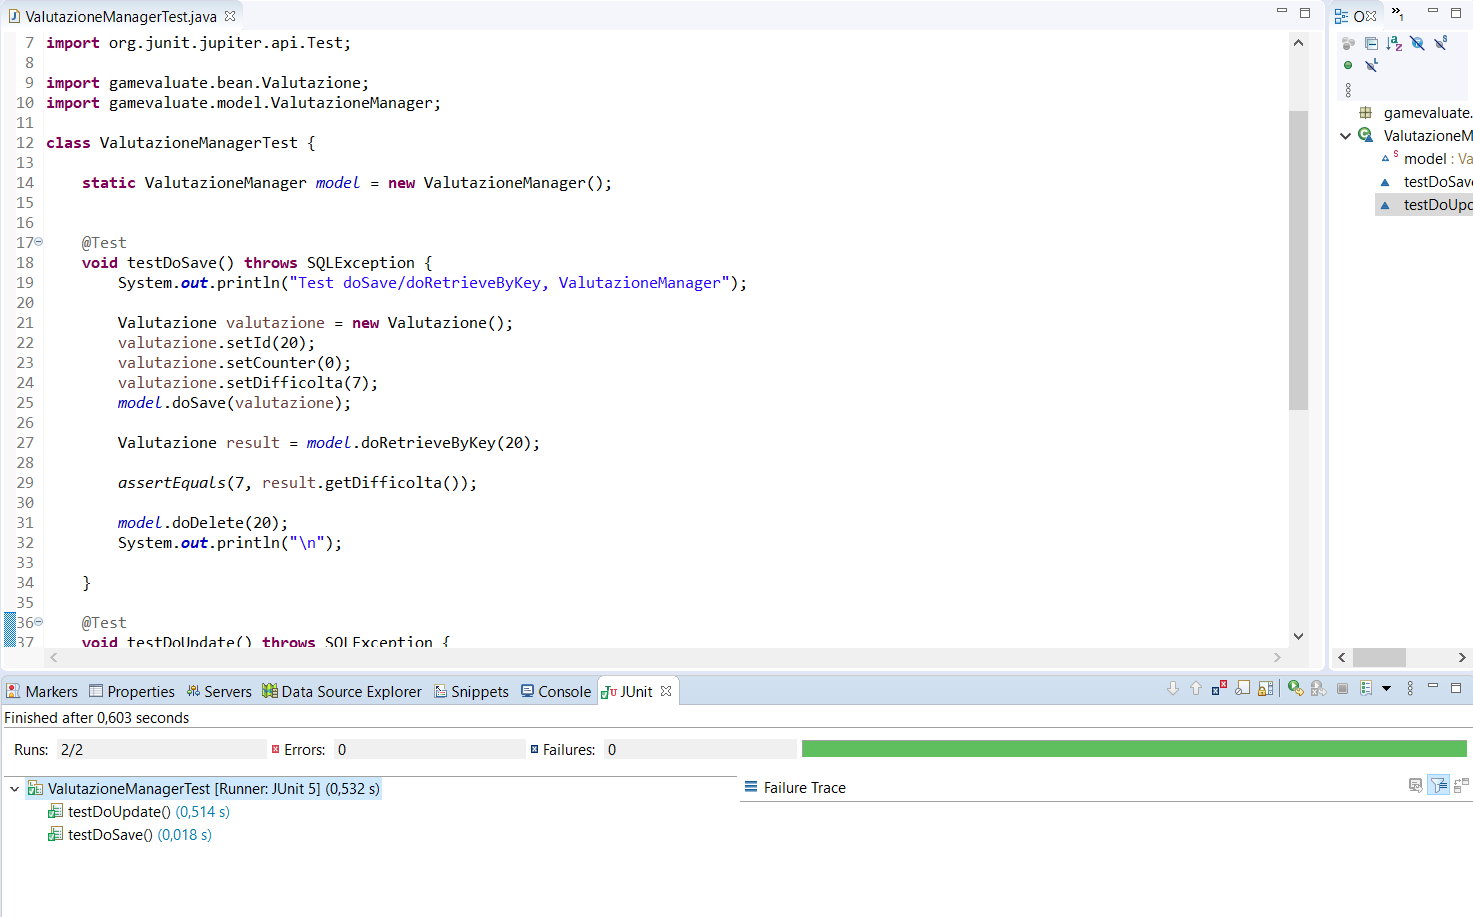 ValutazioneManagerTest.java
7 import org.junit.jupiter.api.Test;
8
9 import gamevaluate.bean.Valutazione;
10 import gamevaluate.model.ValutazioneManager;
11
12 class ValutazioneManagerTest {
13
14 static ValutazioneManager model = new ValutazioneManager();
15
16
17 @Test
18 void testDoSave() throws SQLException {
19 System.out.println("Test doSave/doRetrieveByKey, ValutazioneManager");
20
21 Valutazione valutazione = new Valutazione();
22 valutazione.setId(20);
23 valutazione.setCounter(0);
24 valutazione.setDifficolta(7);
25 model.doSave(valutazione);
26
27 Valutazione result = model.doRetrieveByKey(20);
28
29 assertEquals(7, result.getDifficolta());
30
31 model.doDelete(20);
32 System.out.println("\n");
33
34 }
35
36 @Test
37 void testDoUpdate() throws SQLException {
O
»1
gamevaluate.
ValutazioneM
model : Va
testDoSave
testDoUpd
Markers Properties Servers Data Source Explorer Snippets Console JUnit
Finished after 0,603 seconds
Runs: 2/2 Errors: 0 Failures: 0
ValutazioneManagerTest [Runner: JUnit 5] (0,532 s)
testDoUpdate() (0,514 s)
testDoSave() (0,018 s)
Failure Trace